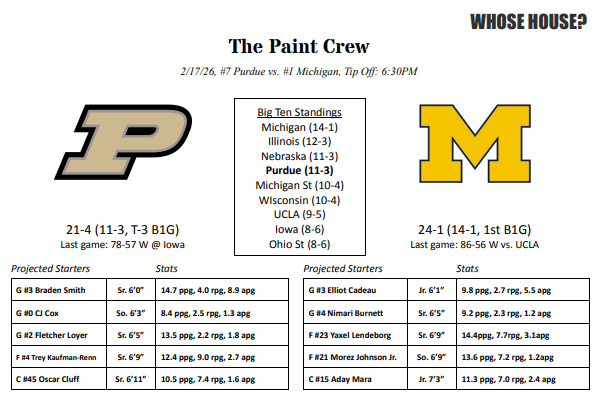 WHOSE HOUSE?
The Paint Crew
2/17/26, #7 Purdue vs. #1 Michigan, Tip Off: 6:30PM
P
M
Big Ten Standings
Michigan (14-1)
Illinois (12-3)
Nebraska (11-3)
Purdue (11-3)
Michigan St (10-4)
WIsconsin (10-4)
UCLA (9-5)
Iowa (8-6)
Ohio St (8-6)
21-4 (11-3, T-3 B1G)
Last game: 78-57 W @ Iowa
24-1 (14-1, 1st B1G)
Last game: 86-56 W vs. UCLA
Projected Starters Stats
G #3 Braden Smith Sr. 6’0” 14.7 ppg, 4.0 rpg, 8.9 apg
G #0 CJ Cox So. 6’3” 8.4 ppg, 2.5 rpg, 1.3 apg
G #2 Fletcher Loyer Sr. 6’5” 13.5 ppg, 2.2 rpg, 1.8 apg
F #4 Trey Kaufman-Renn Sr. 6’9” 12.4 ppg, 9.0 rpg, 2.7 apg
C #45 Oscar Cluff Sr. 6’11” 10.5 ppg, 7.4 rpg, 1.6 apg
Projected Starters Stats
G #3 Elliot Cadeau Jr. 6’1” 9.8 ppg, 2.7 rpg, 5.5 apg
G #4 Nimari Burnett Sr. 6’5” 9.2 ppg, 2.3 rpg, 1.2 apg
F #23 Yaxel Lendeborg Sr. 6’9” 14.4ppg, 7.7rpg, 3.1apg
F #21 Morez Johnson Jr. So. 6’9” 13.6 ppg, 7.2 rpg, 1.2apg
C #15 Aday Mara Jr. 7’3” 11.3 ppg, 7.0 rpg, 2.4 apg